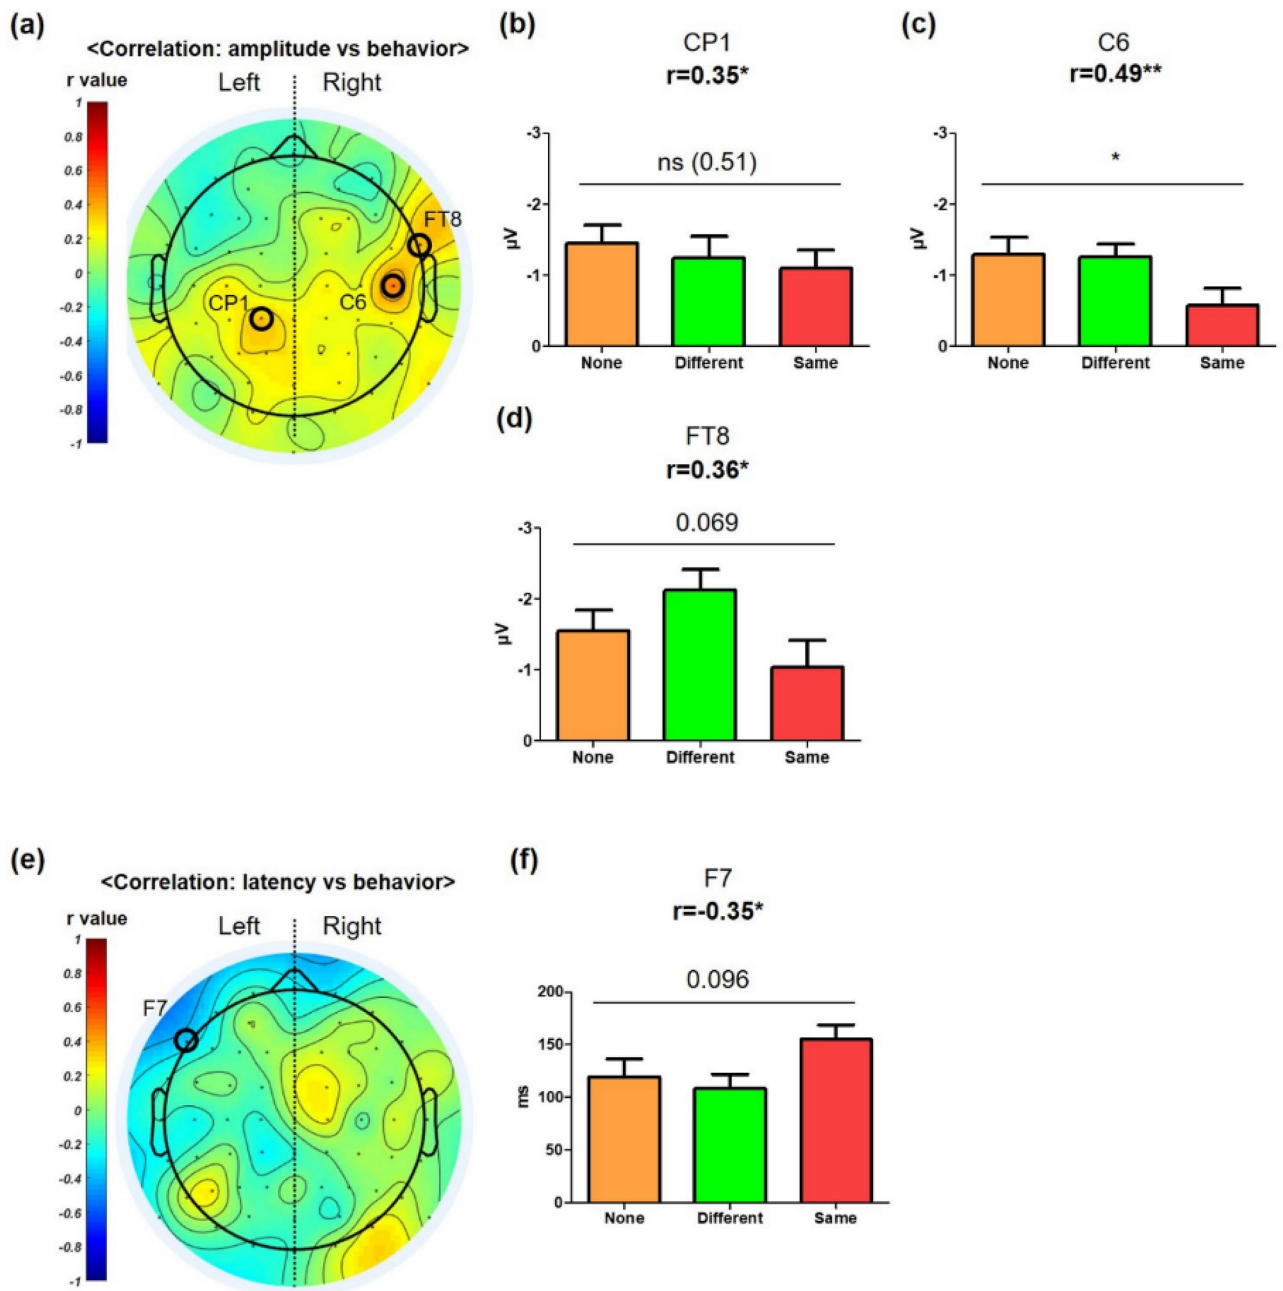 (a)
<Correlation: amplitude vs behavior>
r value
Left
Right
1
0.8
0.6
0.4
0.2
0
-0.2
-0.4
-0.6
-0.8
-1
FT8
CP1
C6
(b)
CP1
r=0.35*
ns (0.51)
-3
-2
-1
0
µV
None
Different
Same
(c)
C6
r=0.49**
*
-3
-2
-1
0
µV
None
Different
Same
(d)
FT8
r=0.36*
0.069
-3
-2
-1
0
µV
None
Different
Same
(e)
<Correlation: latency vs behavior>
r value
Left
Right
1
0.8
0.6
0.4
0.2
0
-0.2
-0.4
-0.6
-0.8
-1
F7
(f)
F7
r=-0.35*
0.096
200
150
100
50
0
ms
None
Different
Same